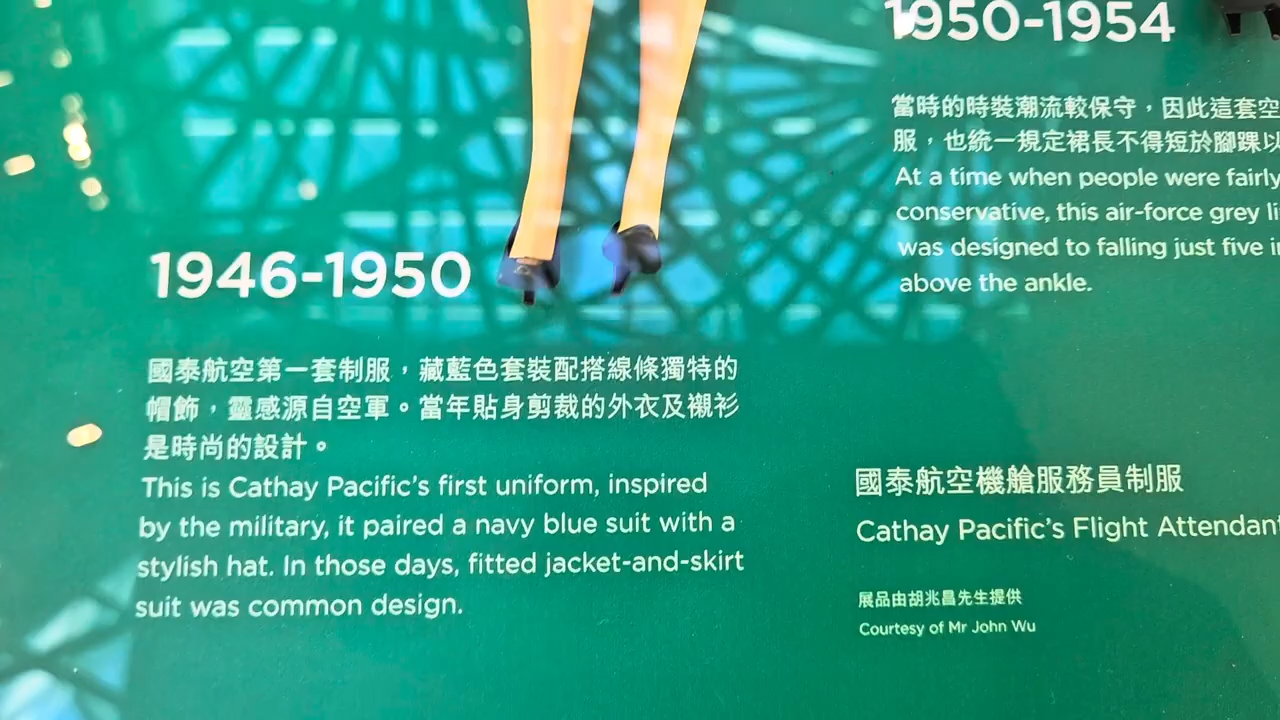 1946-1950
國泰航空第一套制服，藏藍色套裝配搭線條獨特的
帽飾，靈感源自空軍。當年貼身剪裁的外衣及襯衫
是時尚的設計。
This is Cathay Pacific's first uniform, inspired
by the military, it paired a navy blue suit with a
stylish hat. In those days, fitted jacket-and-skirt
suit was common design.
1950-1954
當時的時裝潮流較保守，因此這套空
服，也統一規定裙長不得短於腳踝以
At a time when people were fairly
conservative, this air-force grey
was designed to falling just five
above the ankle.
國泰航空機艙服務員制服
Cathay Pacific's Flight Attendant
展品由胡兆昌先生提供
Courtesy of Mr John Wu